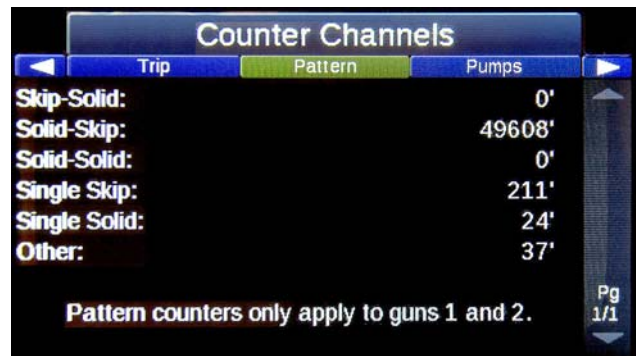 Counter Channels
Trip Pattern Pumps
Skip-Solid: 0'
Solid-Skip: 49608'
Solid-Solid: 0'
Single Skip: 211'
Single Solid: 24'
Other: 37'
Pg
1/1
Pattern counters only apply to guns 1 and 2.